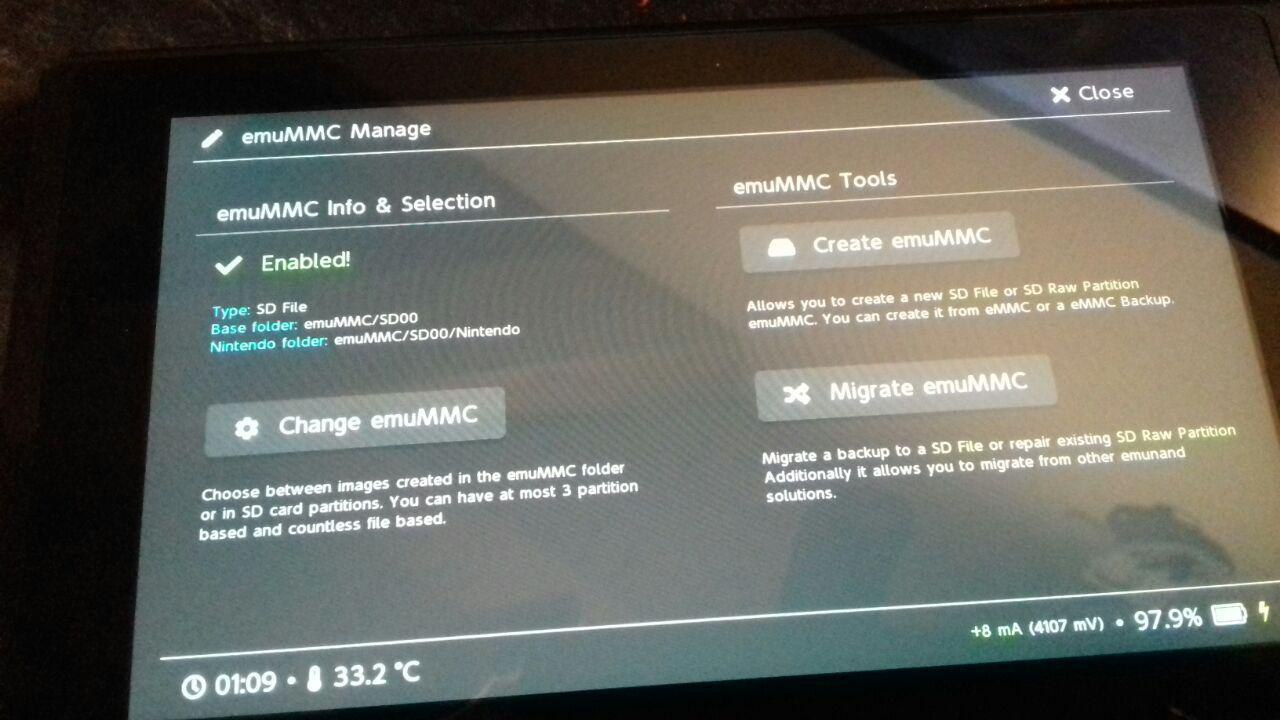 emuMMC Manage
Close
emuMMC Info & Selection
Enabled!
Type: SD File
Base folder: emuMMC/SD00
Nintendo folder: emuMMC/SD00/Nintendo
Change emuMMC
Choose between images created in the emuMMC folder
or in SD card partitions. You can have at most 3 partition
based and countless file based.
emuMMC Tools
Create emuMMC
Allows you to create a new SD File or SD Raw Partition
emuMMC. You can create it from eMMC or a eMMC Backup.
Migrate emuMMC
Migrate a backup to a SD File or repair existing SD Raw Partition
Additionally it allows you to migrate from other emunand
solutions.
01:09 • 33.2 °C
+8 mA (4107 mV) • 97.9%